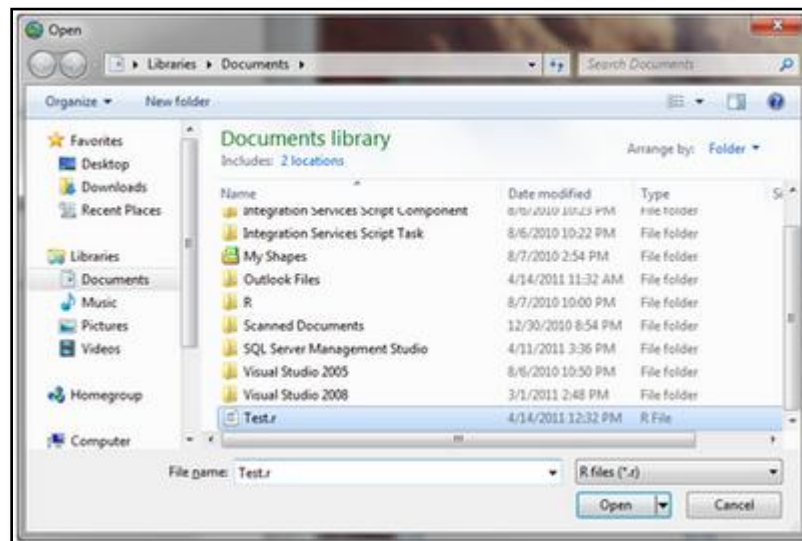 Open
Libraries ▸ Documents ▸
Search Documents
Organize
New folder
Favorites
Desktop
Downloads
Recent Places
Libraries
Documents
Music
Pictures
Videos
Homegroup
Computer
Documents library
Includes: 2 locations
Arrange by: Folder
Name Date modified Type
Integration Services Script Component 8/6/2010 10:23 PM File folder
Integration Services Script Task 8/6/2010 10:22 PM File folder
My Shapes 8/7/2010 2:54 PM File folder
Outlook Files 4/14/2011 11:32 AM File folder
R 8/7/2010 10:00 PM File folder
Scanned Documents 12/30/2010 8:54 PM File folder
SQL Server Management Studio 4/11/2011 3:36 PM File folder
Visual Studio 2005 8/6/2010 10:50 PM File folder
Visual Studio 2008 3/1/2011 2:48 PM File folder
Test.r 4/14/2011 12:32 PM R File
File name: Test.r
R files (*.r)
Open
Cancel